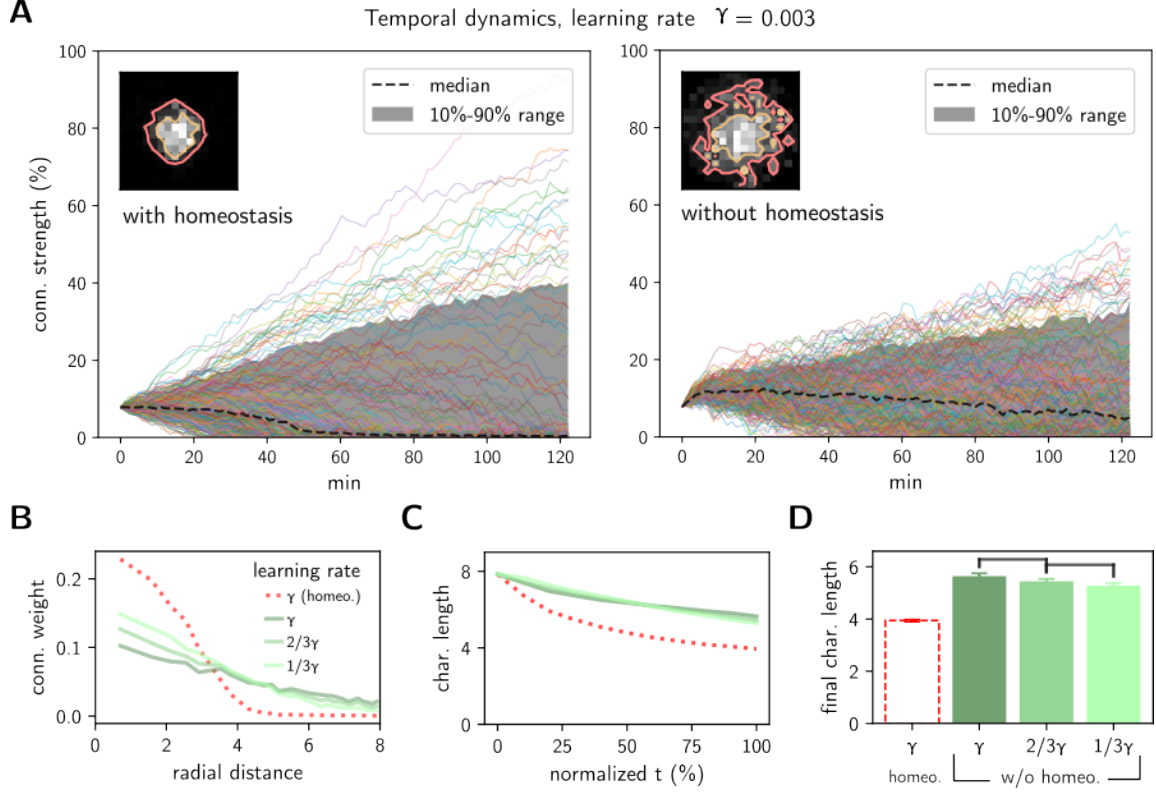 A
Temporal dynamics, learning rate γ = 0.003
conn. strength (%)
100
80
60
40
20
0
with homeostasis
median
10%-90% range
0 20 40 60 80 100 120
min
100
80
60
40
20
0
without homeostasis
median
10%-90% range
0 20 40 60 80 100 120
min
B
conn. weight
0.2
0.1
0.0
learning rate
γ (homeo.)
γ
2/3γ
1/3γ
0 2 4 6 8
radial distance
C
char. length
8
4
0
0 25 50 75 100
normalized t (%)
D
final char. length
6
4
2
0
γ γ 2/3γ 1/3γ
homeo. w/o homeo.